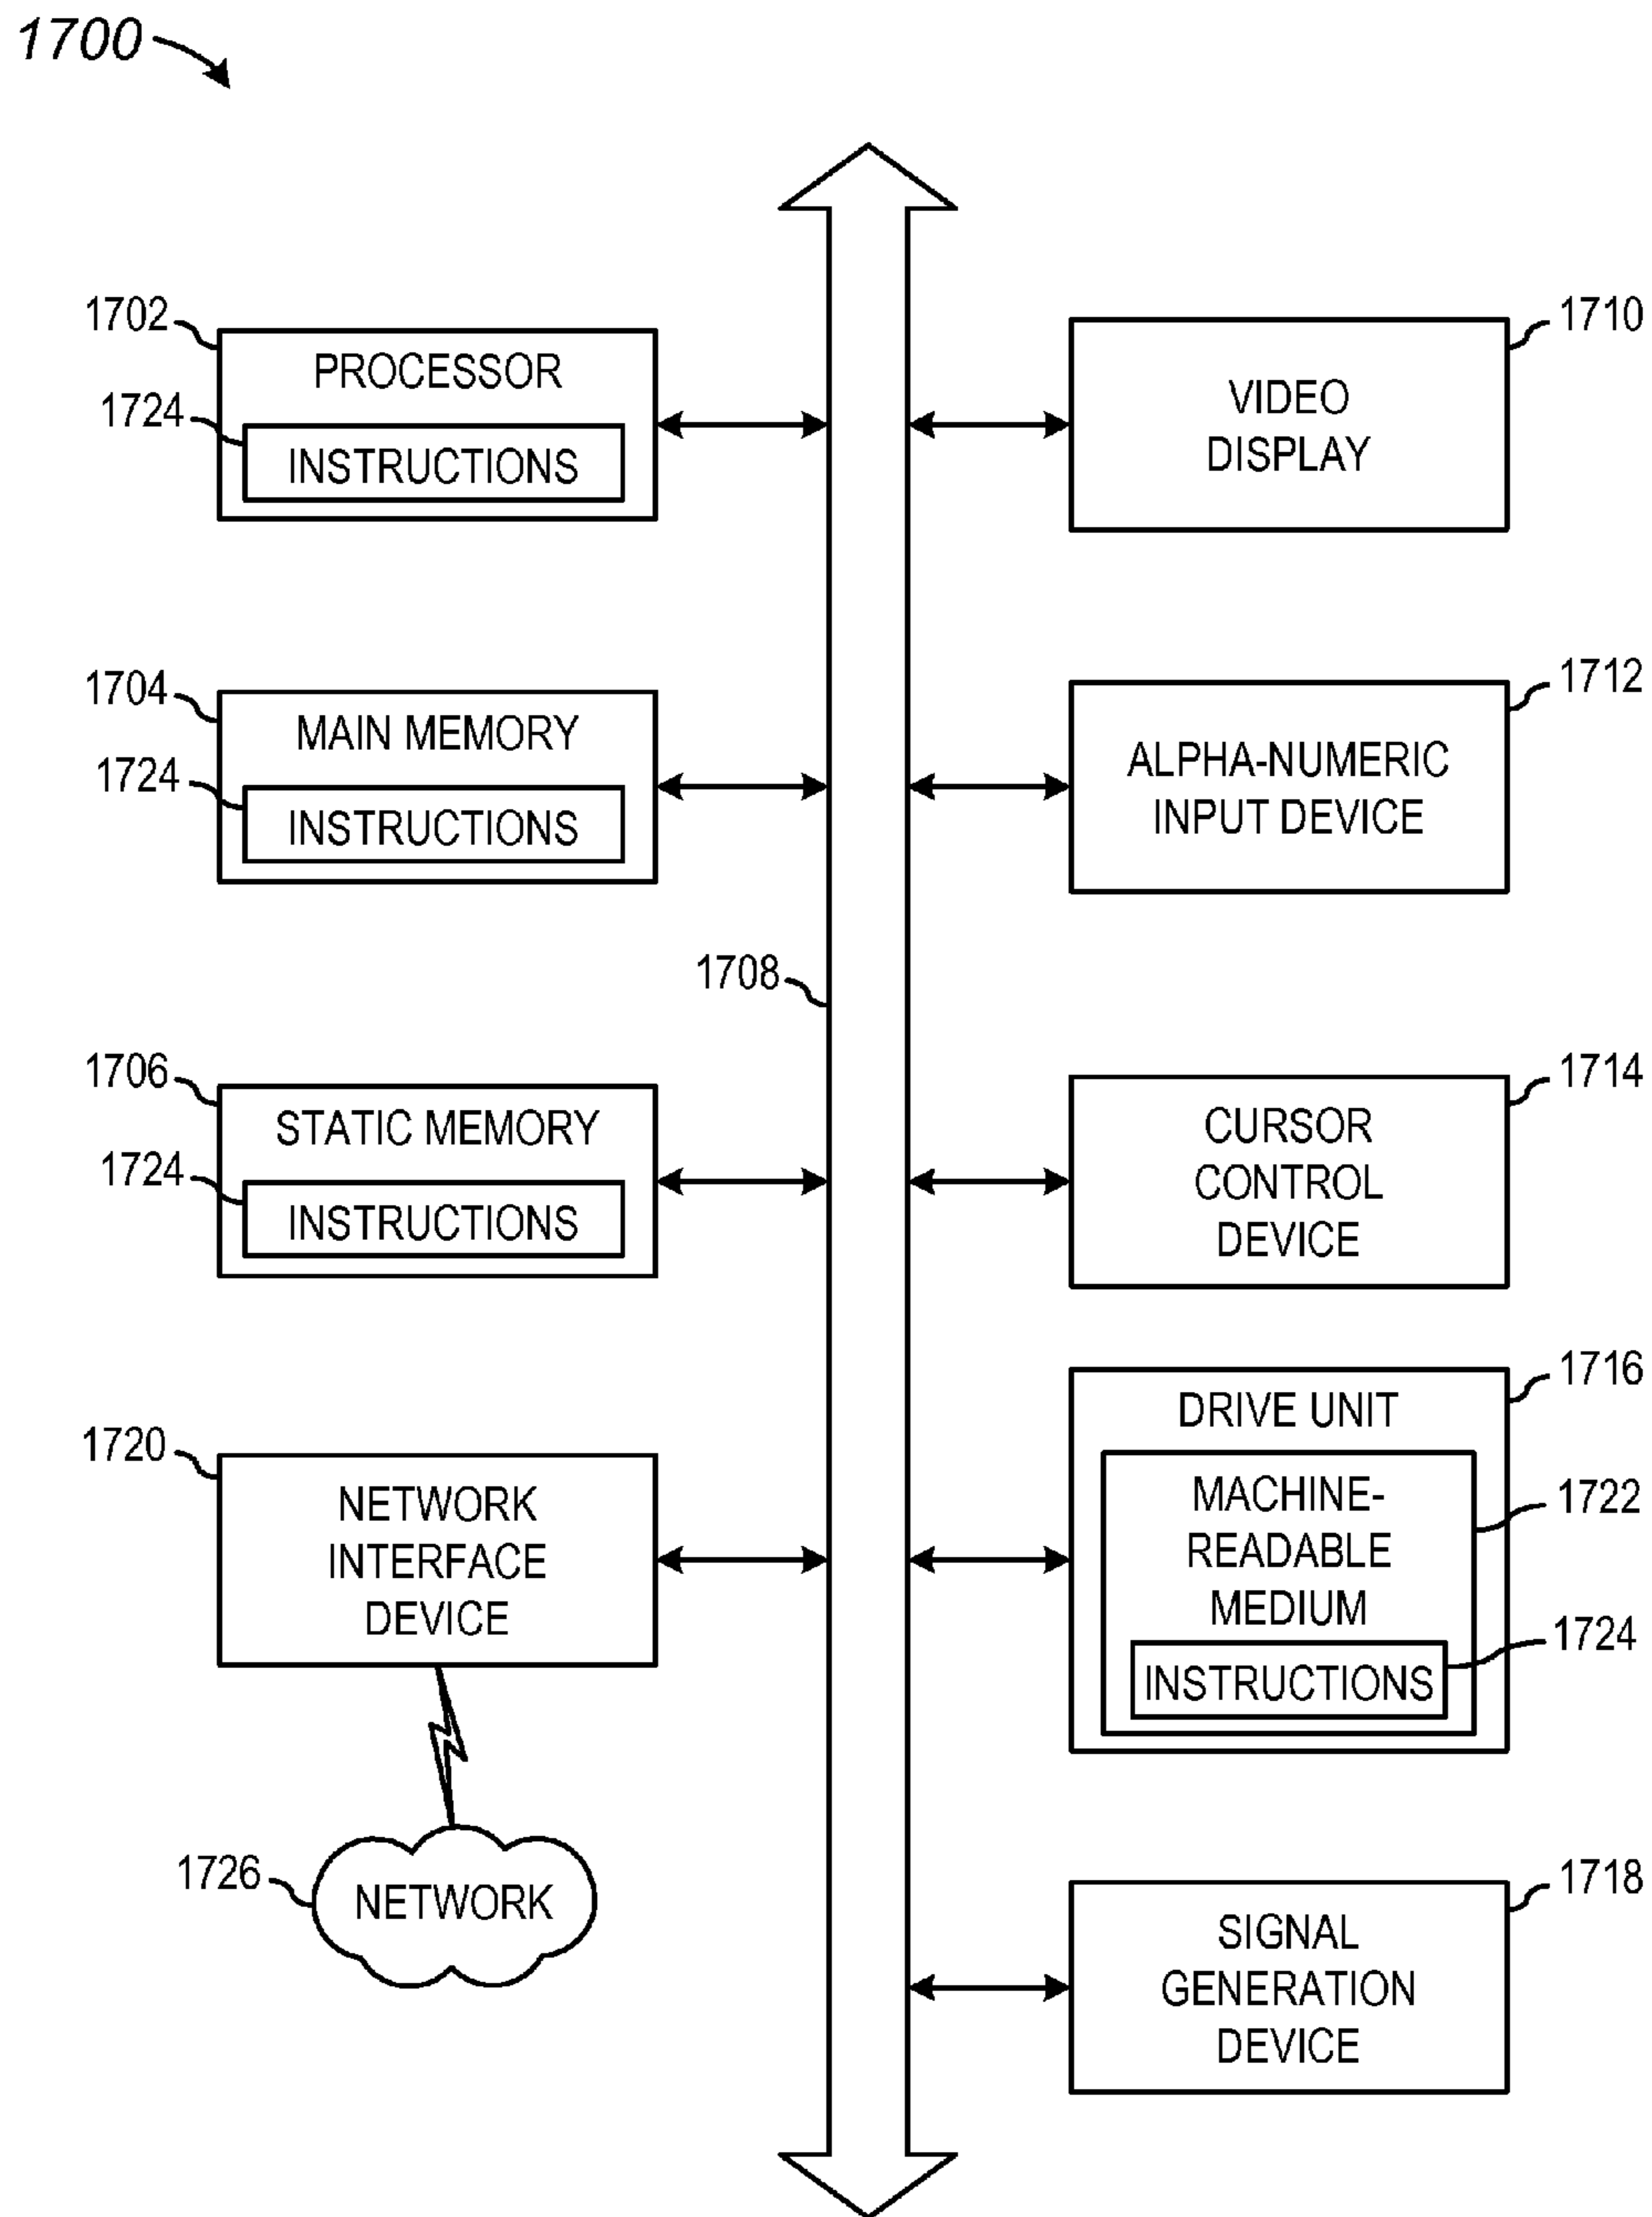 1700
1702
PROCESSOR
1724
INSTRUCTIONS
1710
VIDEO
DISPLAY
1704
MAIN MEMORY
1724
INSTRUCTIONS
1712
ALPHA-NUMERIC
INPUT DEVICE
1708
1706
STATIC MEMORY
1724
INSTRUCTIONS
1714
CURSOR
CONTROL
DEVICE
1720
NETWORK
INTERFACE
DEVICE
1716
DRIVE UNIT
1722
MACHINE-
READABLE
MEDIUM
1724
INSTRUCTIONS
1726
NETWORK
1718
SIGNAL
GENERATION
DEVICE